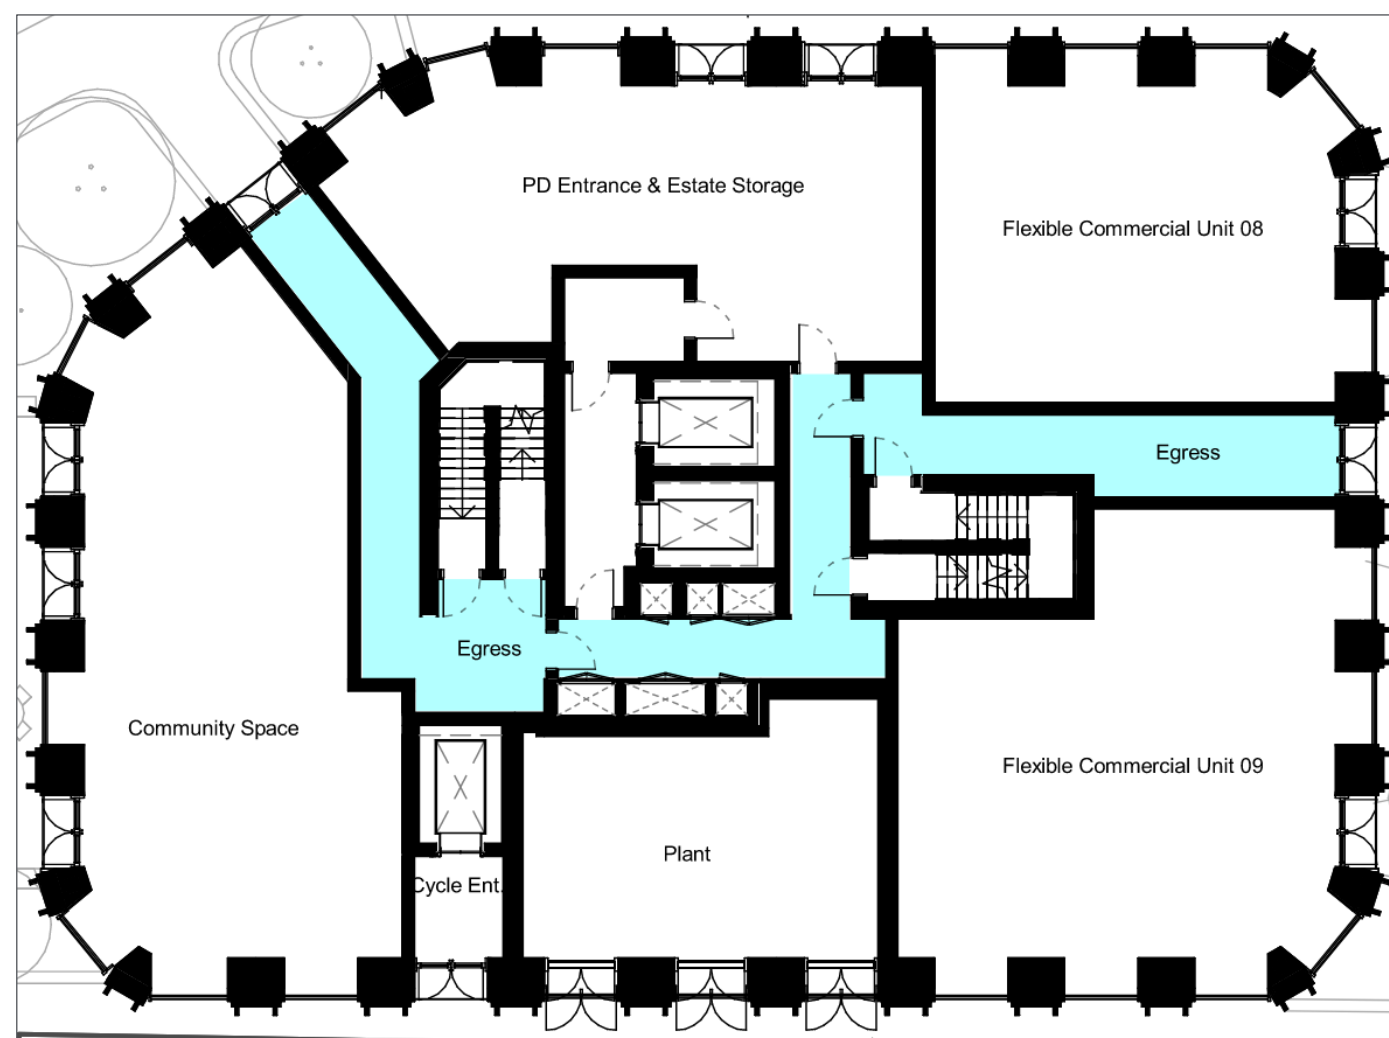 PD Entrance & Estate Storage
Flexible Commercial Unit 08
Egress
Egress
Community Space
Flexible Commercial Unit 09
Plant
Cycle Ent.